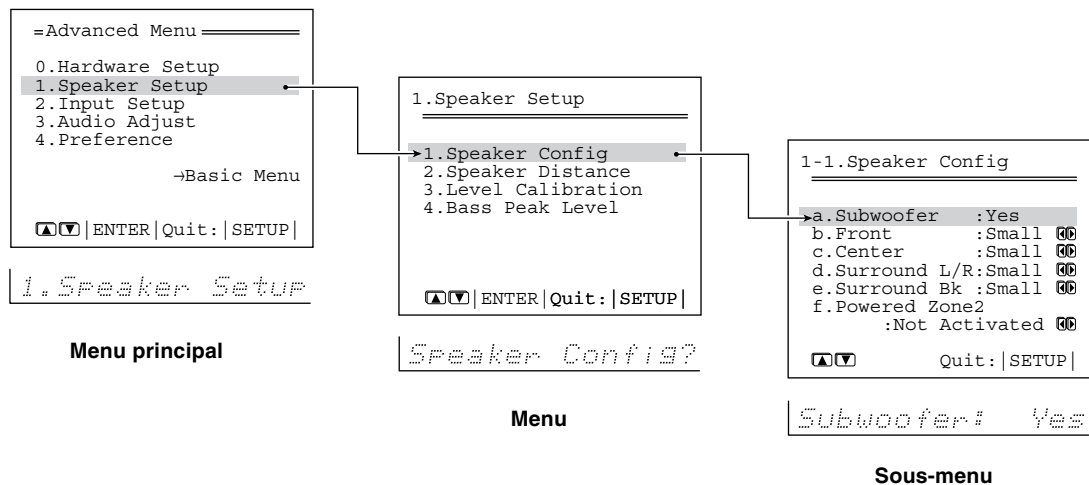 =Advanced Menu
0.Hardware Setup
1.Speaker Setup
2.Input Setup
3.Audio Adjust
4.Preference
→Basic Menu
|ENTER|Quit:|SETUP|
1.Speaker Setup
Menu principal
1.Speaker Setup
1.Speaker Config
2.Speaker Distance
3.Level Calibration
4.Bass Peak Level
|ENTER|Quit:|SETUP|
Speaker Config?
Menu
1-1.Speaker Config
a.Subwoofer :Yes
b.Front :Small
c.Center :Small
d.Surround L/R:Small
e.Surround Bk :Small
f.Powered Zone2
:Not Activated
Quit:|SETUP|
Subwoofer: Yes
Sous-menu